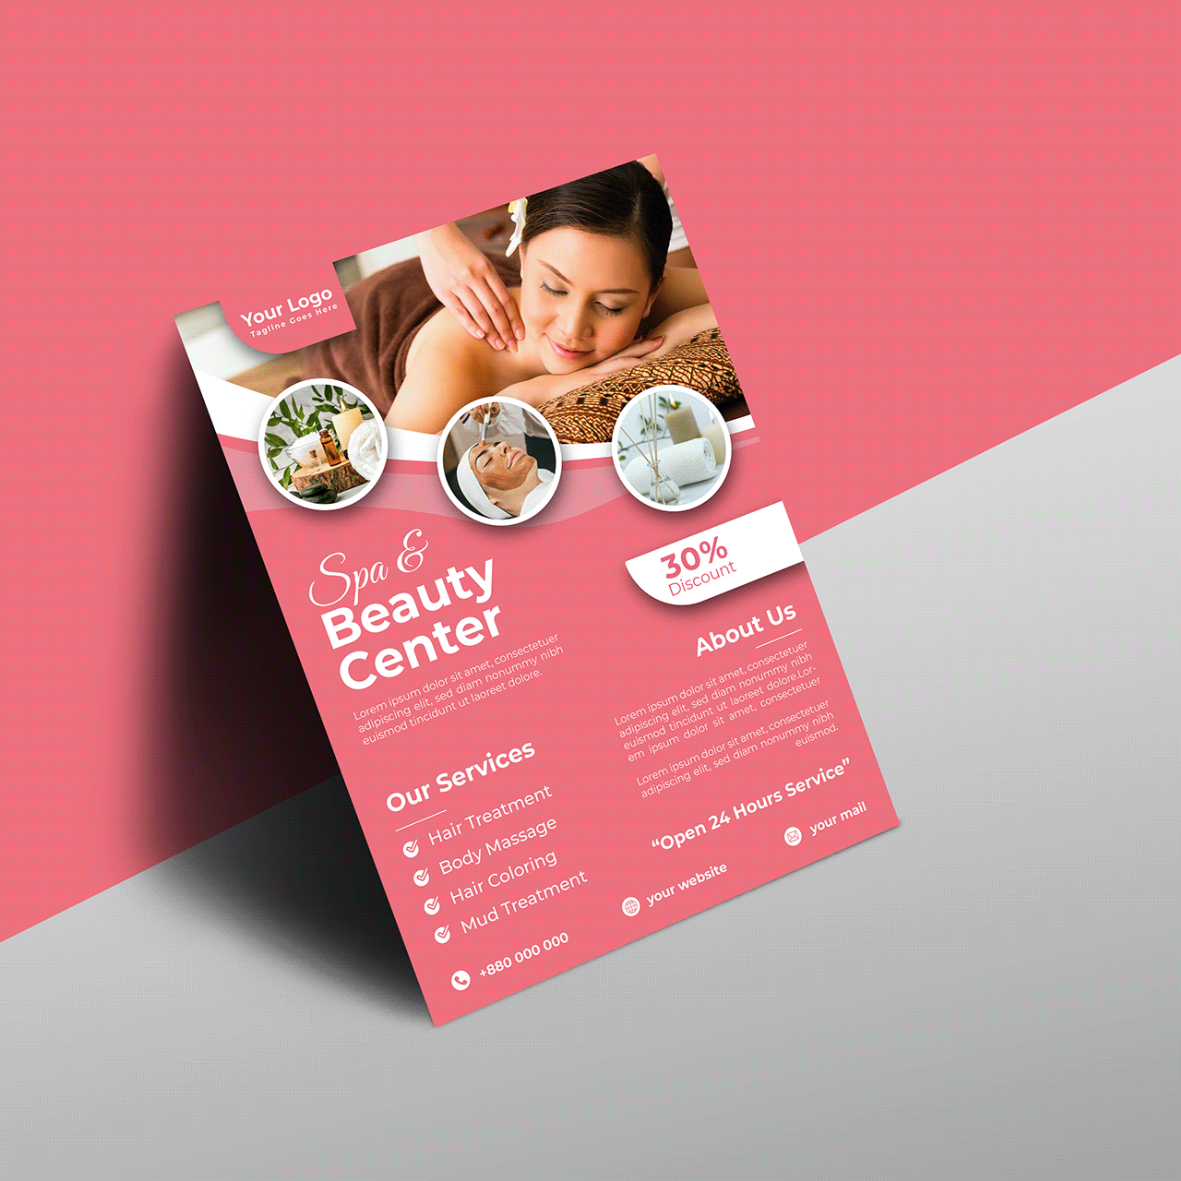 Your Logo
Tagline Goes Here
Spa &
Beauty
Center
Lorem ipsum dolor sit amet, consectetuer
adipiscing elit, sed diam nonummy nibh
euismod tincidunt ut laoreet dolore.
30%
Discount
About Us
Lorem ipsum dolor sit amet, consectetuer
adipiscing elit, sed diam nonummy nibh
euismod tincidunt ut laoreet dolore.Lor-
em ipsum dolor sit amet, consectetuer
Lorem ipsum dolor sit amet, consectetuer
adipiscing elit, sed diam nonummy nibh
euismod.
Our Services
Hair Treatment
Body Massage
Hair Coloring
Mud Treatment
“Open 24 Hours Service”
+880 000 000
your website
your mail